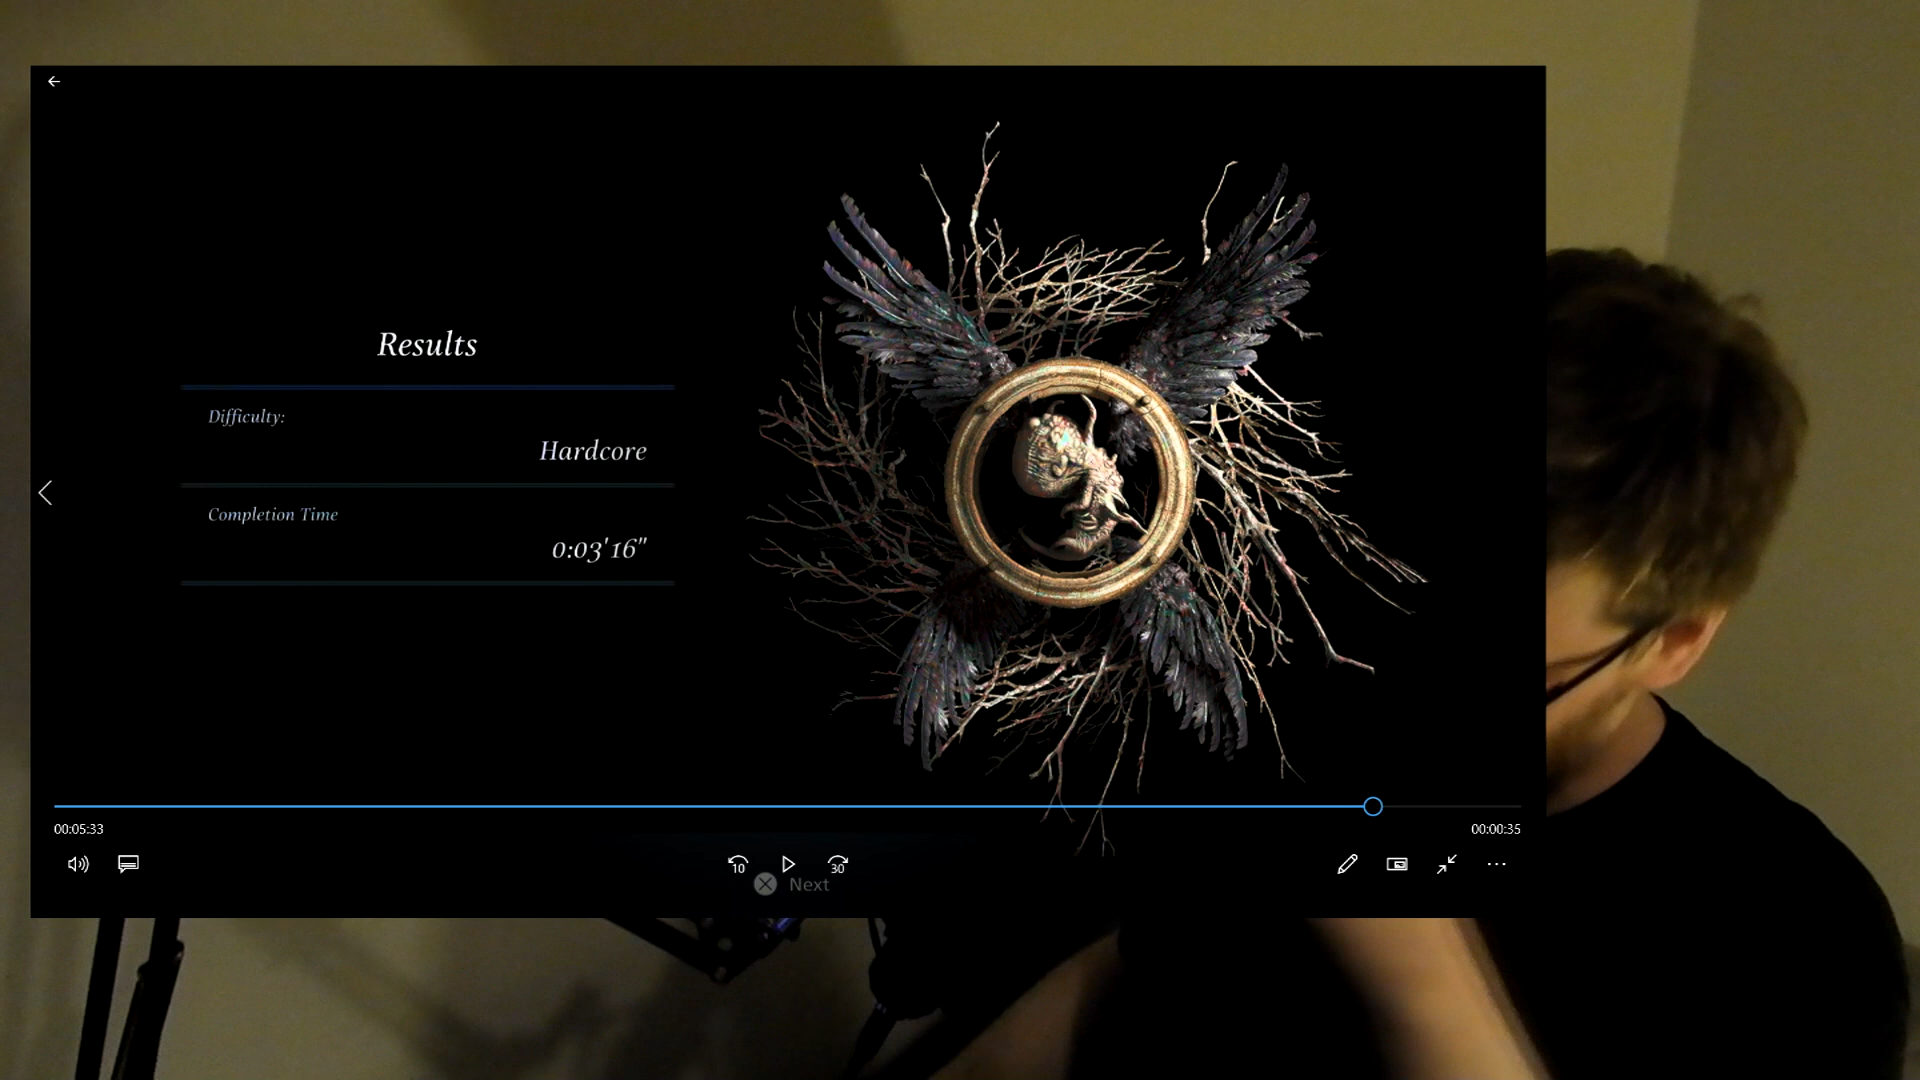 Results
Difficulty:
Hardcore
Completion Time
0:03'16"
00:05:33
00:00:35
10
30
Next